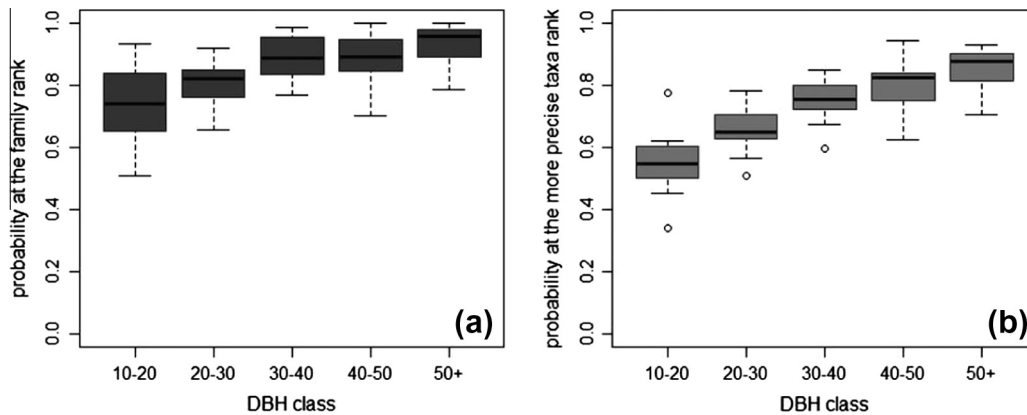 probability at the family rank
1.0
0.8
0.6
0.4
0.2
0.0
10-20 20-30 30-40 40-50 50+
DBH class
(a)
probability at the more precise taxa rank
1.0
0.8
0.6
0.4
0.2
0.0
10-20 20-30 30-40 40-50 50+
DBH class
(b)